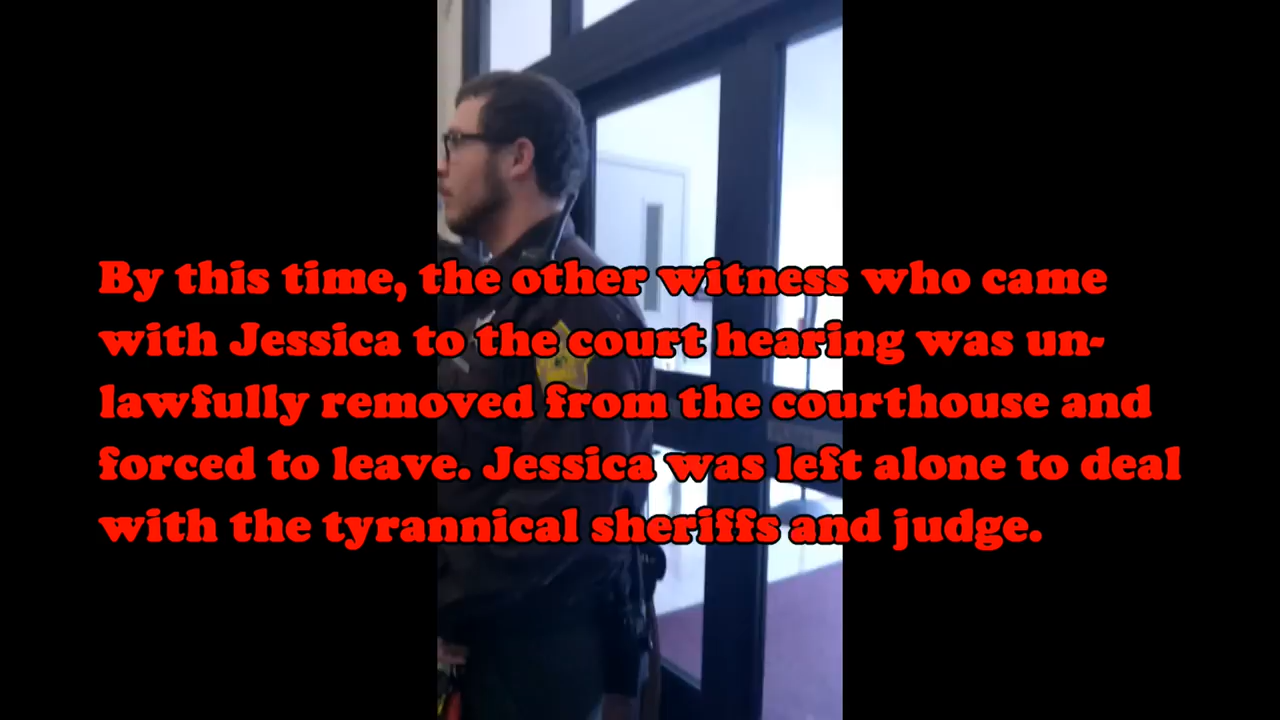 By this time, the other witness who came
with Jessica to the court hearing was un-
lawfully removed from the courthouse and
forced to leave. Jessica was left alone to deal
with the tyrannical sheriffs and judge.